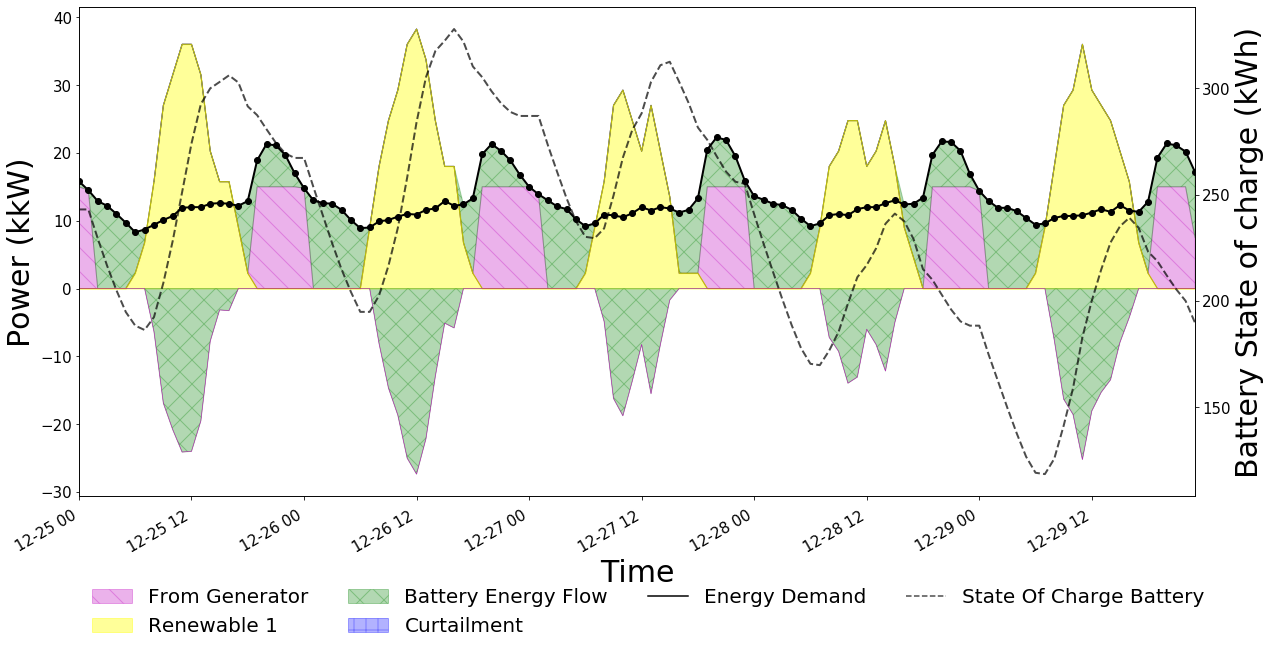 40
30
20
10
0
−10
−20
−30
Power (kkW)
300
250
200
150
Battery State of charge (kWh)
12-25 00
12-25 12
12-26 00
12-26 12
12-27 00
12-27 12
12-28 00
12-28 12
12-29 00
12-29 12
Time
From Generator
Battery Energy Flow
Energy Demand
State Of Charge Battery
Renewable 1
Curtailment